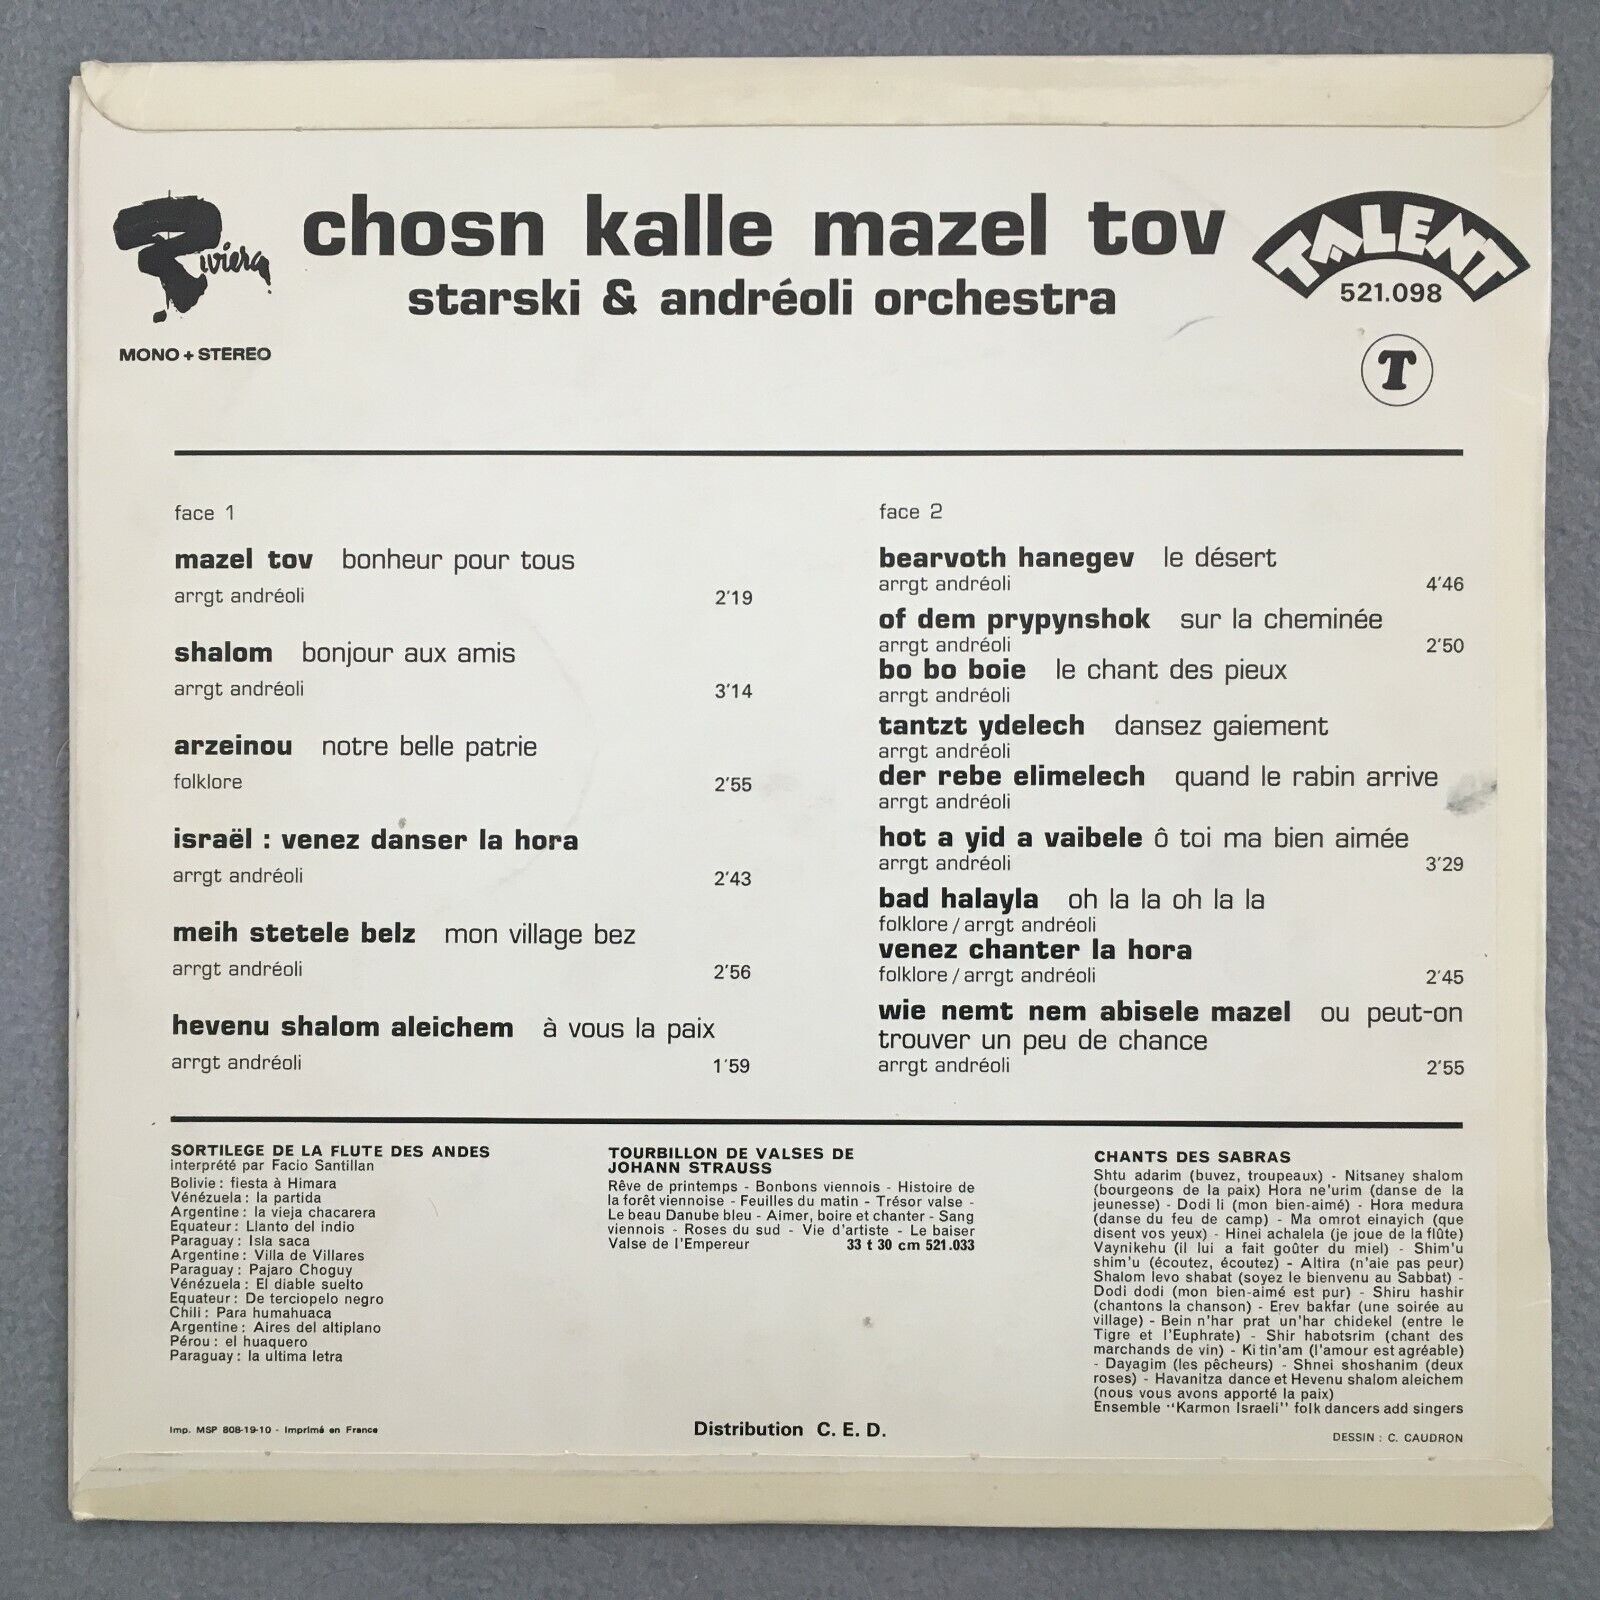 Riviera
MONO + STEREO
chosn kalle mazel tov
starski & andréoli orchestra
TALENT
521.098
T
face 1
mazel tov bonheur pour tous
arrgt andréoli 2'19
shalom bonjour aux amis
arrgt andréoli 3'14
arzeinou notre belle patrie
folklore 2'55
israël : venez danser la hora
arrgt andréoli 2'43
meih stetele belz mon village bez
arrgt andréoli 2'56
hevenu shalom aleichem à vous la paix
arrgt andréoli 1'59
face 2
bearvoth hanegev le désert
arrgt andréoli 4'46
of dem prypynshok sur la cheminée
arrgt andréoli 2'50
bo bo boie le chant des pieux
arrgt andréoli
tantzt ydelech dansez gaiement
arrgt andréoli
der rebe elimelech quand le rabin arrive
arrgt andréoli
hot a yid a vaibele ô toi ma bien aimée
arrgt andréoli 3'29
bad halayla oh la la oh la la
folklore / arrgt andréoli
venez chanter la hora
folklore / arrgt andréoli 2'45
wie nemt nem abisele mazel ou peut-on
trouver un peu de chance
arrgt andréoli 2'55
SORTILEGE DE LA FLUTE DES ANDES
interprété par Facio Santillan
Bolivie : fiesta à Himara
Vénézuela : la partida
Argentine : la vieja chacarera
Equateur : Llanto del indio
Paraguay : Isla saca
Argentine : Villa de Villares
Paraguay : Pajaro Choguy
Vénézuela : El diable suelto
Equateur : De terciopelo negro
Chili : Para humahuaca
Argentine : Aires del altiplano
Pérou : el huaquero
Paraguay : la ultima letra
TOURBILLON DE VALSES DE
JOHANN STRAUSS
Rêve de printemps - Bonbons viennois - Histoire de
la forêt viennoise - Feuilles du matin - Trésor valse -
Le beau Danube bleu - Aimer, boire et chanter - Sang
viennois - Roses du sud - Vie d'artiste - Le baiser
Valse de l'Empereur 33 t 30 cm 521.033
CHANTS DES SABRAS
Shtu adarim (buvez, troupeaux) - Nitsaney shalom
(bourgeons de la paix) Hora ne'urim (danse de la
jeunesse) - Dodi li (mon bien-aimé) - Hora medura
(danse du feu de camp) - Ma omrot einayich (que
disent vos yeux) - Hinei achalela (je joue de la flûte)
Vaynikehu (il lui a fait goûter du miel) - Shim'u
shim'u (écoutez, écoutez) - Altira (n'aie pas peur)
Shalom levo shabat (soyez le bienvenu au Sabbat) -
Dodi dodi (mon bien-aimé est pur) - Shiru hashir
(chantons la chanson) - Erev bakfar (une soirée au
village) - Bein n'har prat un'har chidekel (entre le
Tigre et l'Euphrate) - Shir habotsrim (chant des
marchands de vin) - Ki tin'am (l'amour est agréable)
- Dayagim (les pêcheurs) - Shnei shoshanim (deux
roses) - Havanitza dance et Hevenu shalom aleichem
(nous vous avons apporté la paix)
Ensemble "Karmon Israeli" folk dancers add singers
Imp. MSP 808-19-10 - Imprimé en France
Distribution C. E. D.
DESSIN : C. CAUDRON